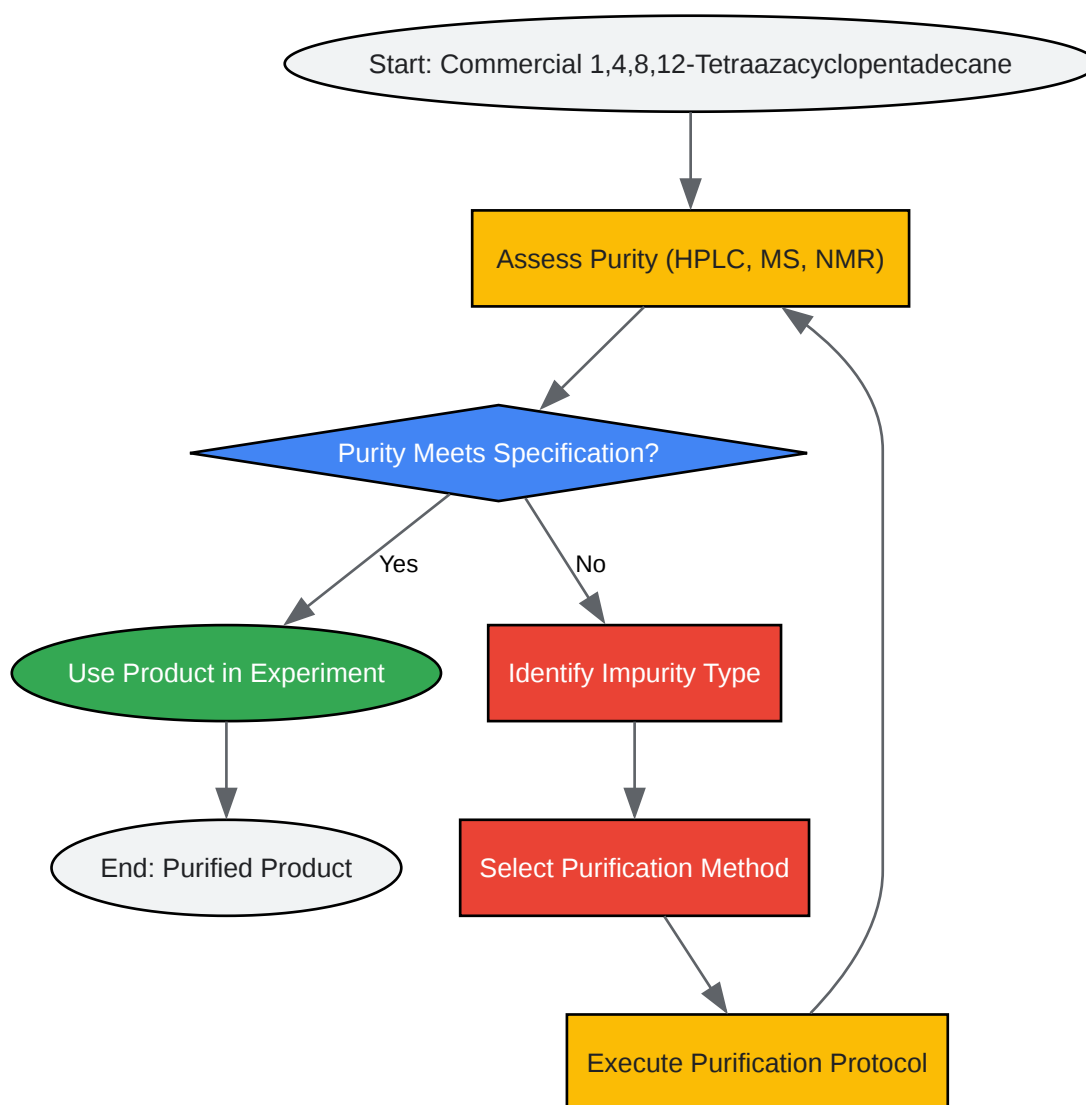 Start: Commercial 1,4,8,12-Tetraazacyclopentadecane
Assess Purity (HPLC, MS, NMR)
Purity Meets Specification?
Yes
No
Use Product in Experiment
Identify Impurity Type
End: Purified Product
Select Purification Method
Execute Purification Protocol